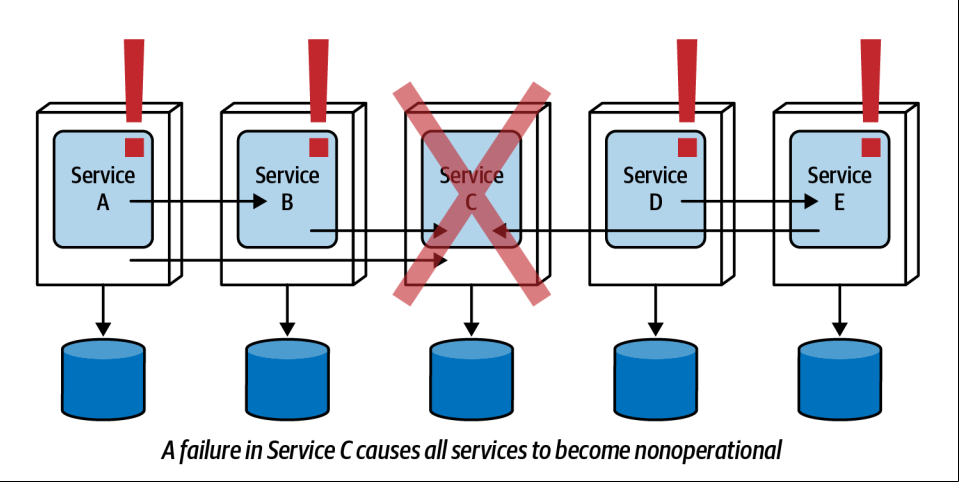 Service
A
Service
B
Service
C
Service
D
Service
E
A failure in Service C causes all services to become nonoperational